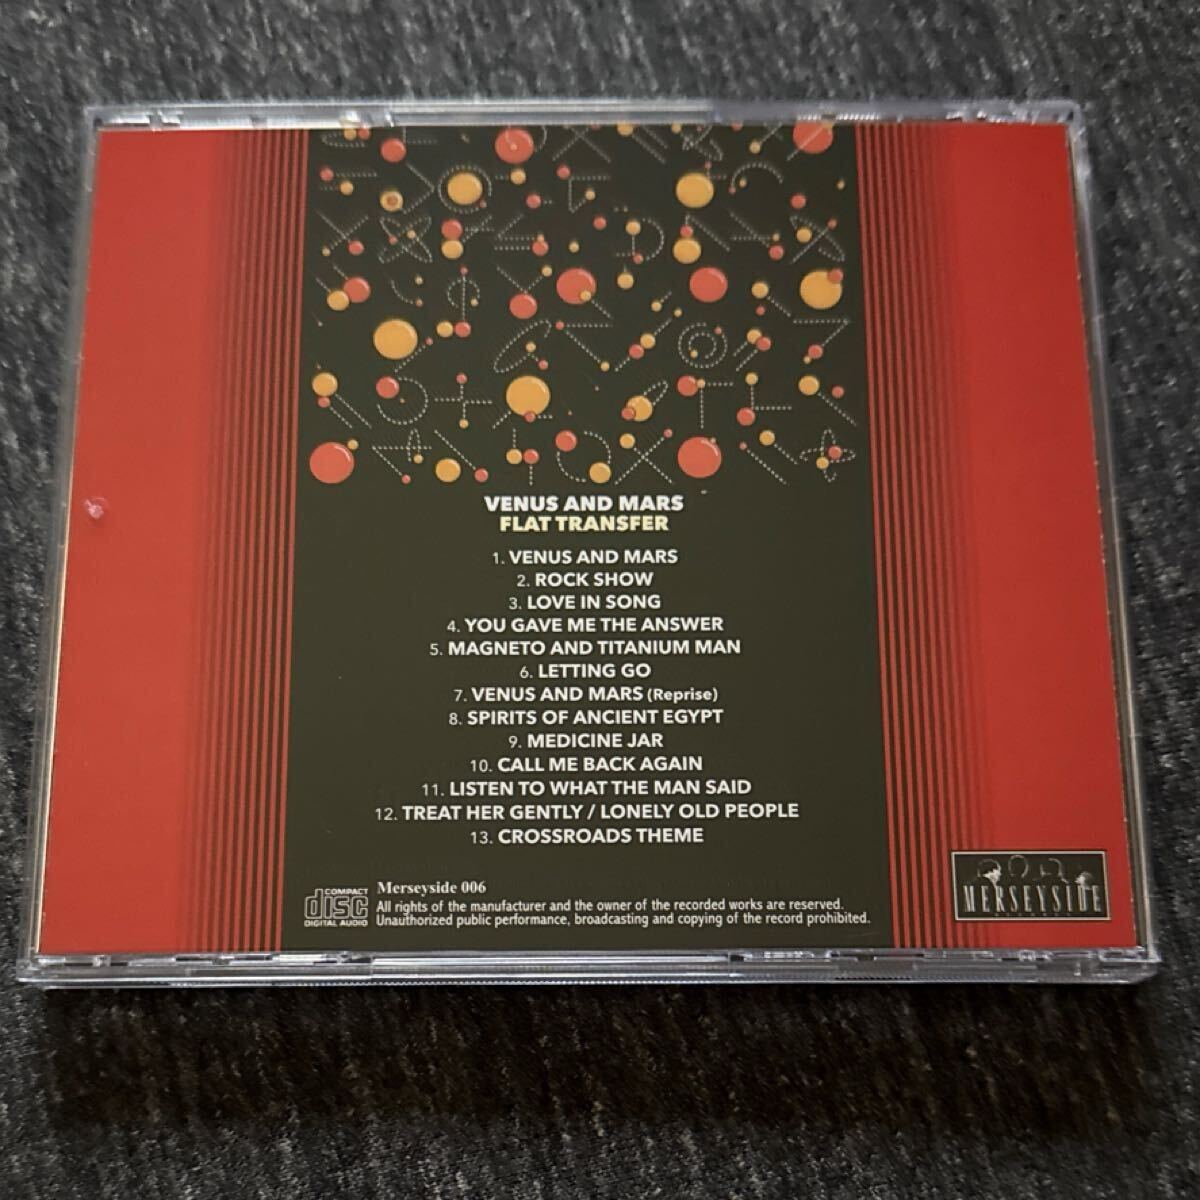 VENUS AND MARS
FLAT TRANSFER
1. VENUS AND MARS
2. ROCK SHOW
3. LOVE IN SONG
4. YOU GAVE ME THE ANSWER
5. MAGNETO AND TITANIUM MAN
6. LETTING GO
7. VENUS AND MARS (Reprise)
8. SPIRITS OF ANCIENT EGYPT
9. MEDICINE JAR
10. CALL ME BACK AGAIN
11. LISTEN TO WHAT THE MAN SAID
12. TREAT HER GENTLY / LONELY OLD PEOPLE
13. CROSSROADS THEME
COMPACT
disc
DIGITAL AUDIO
Merseyside 006
All rights of the manufacturer and the owner of the recorded works are reserved.
Unauthorized public performance, broadcasting and copying of the record prohibited.
MERSEYSIDE